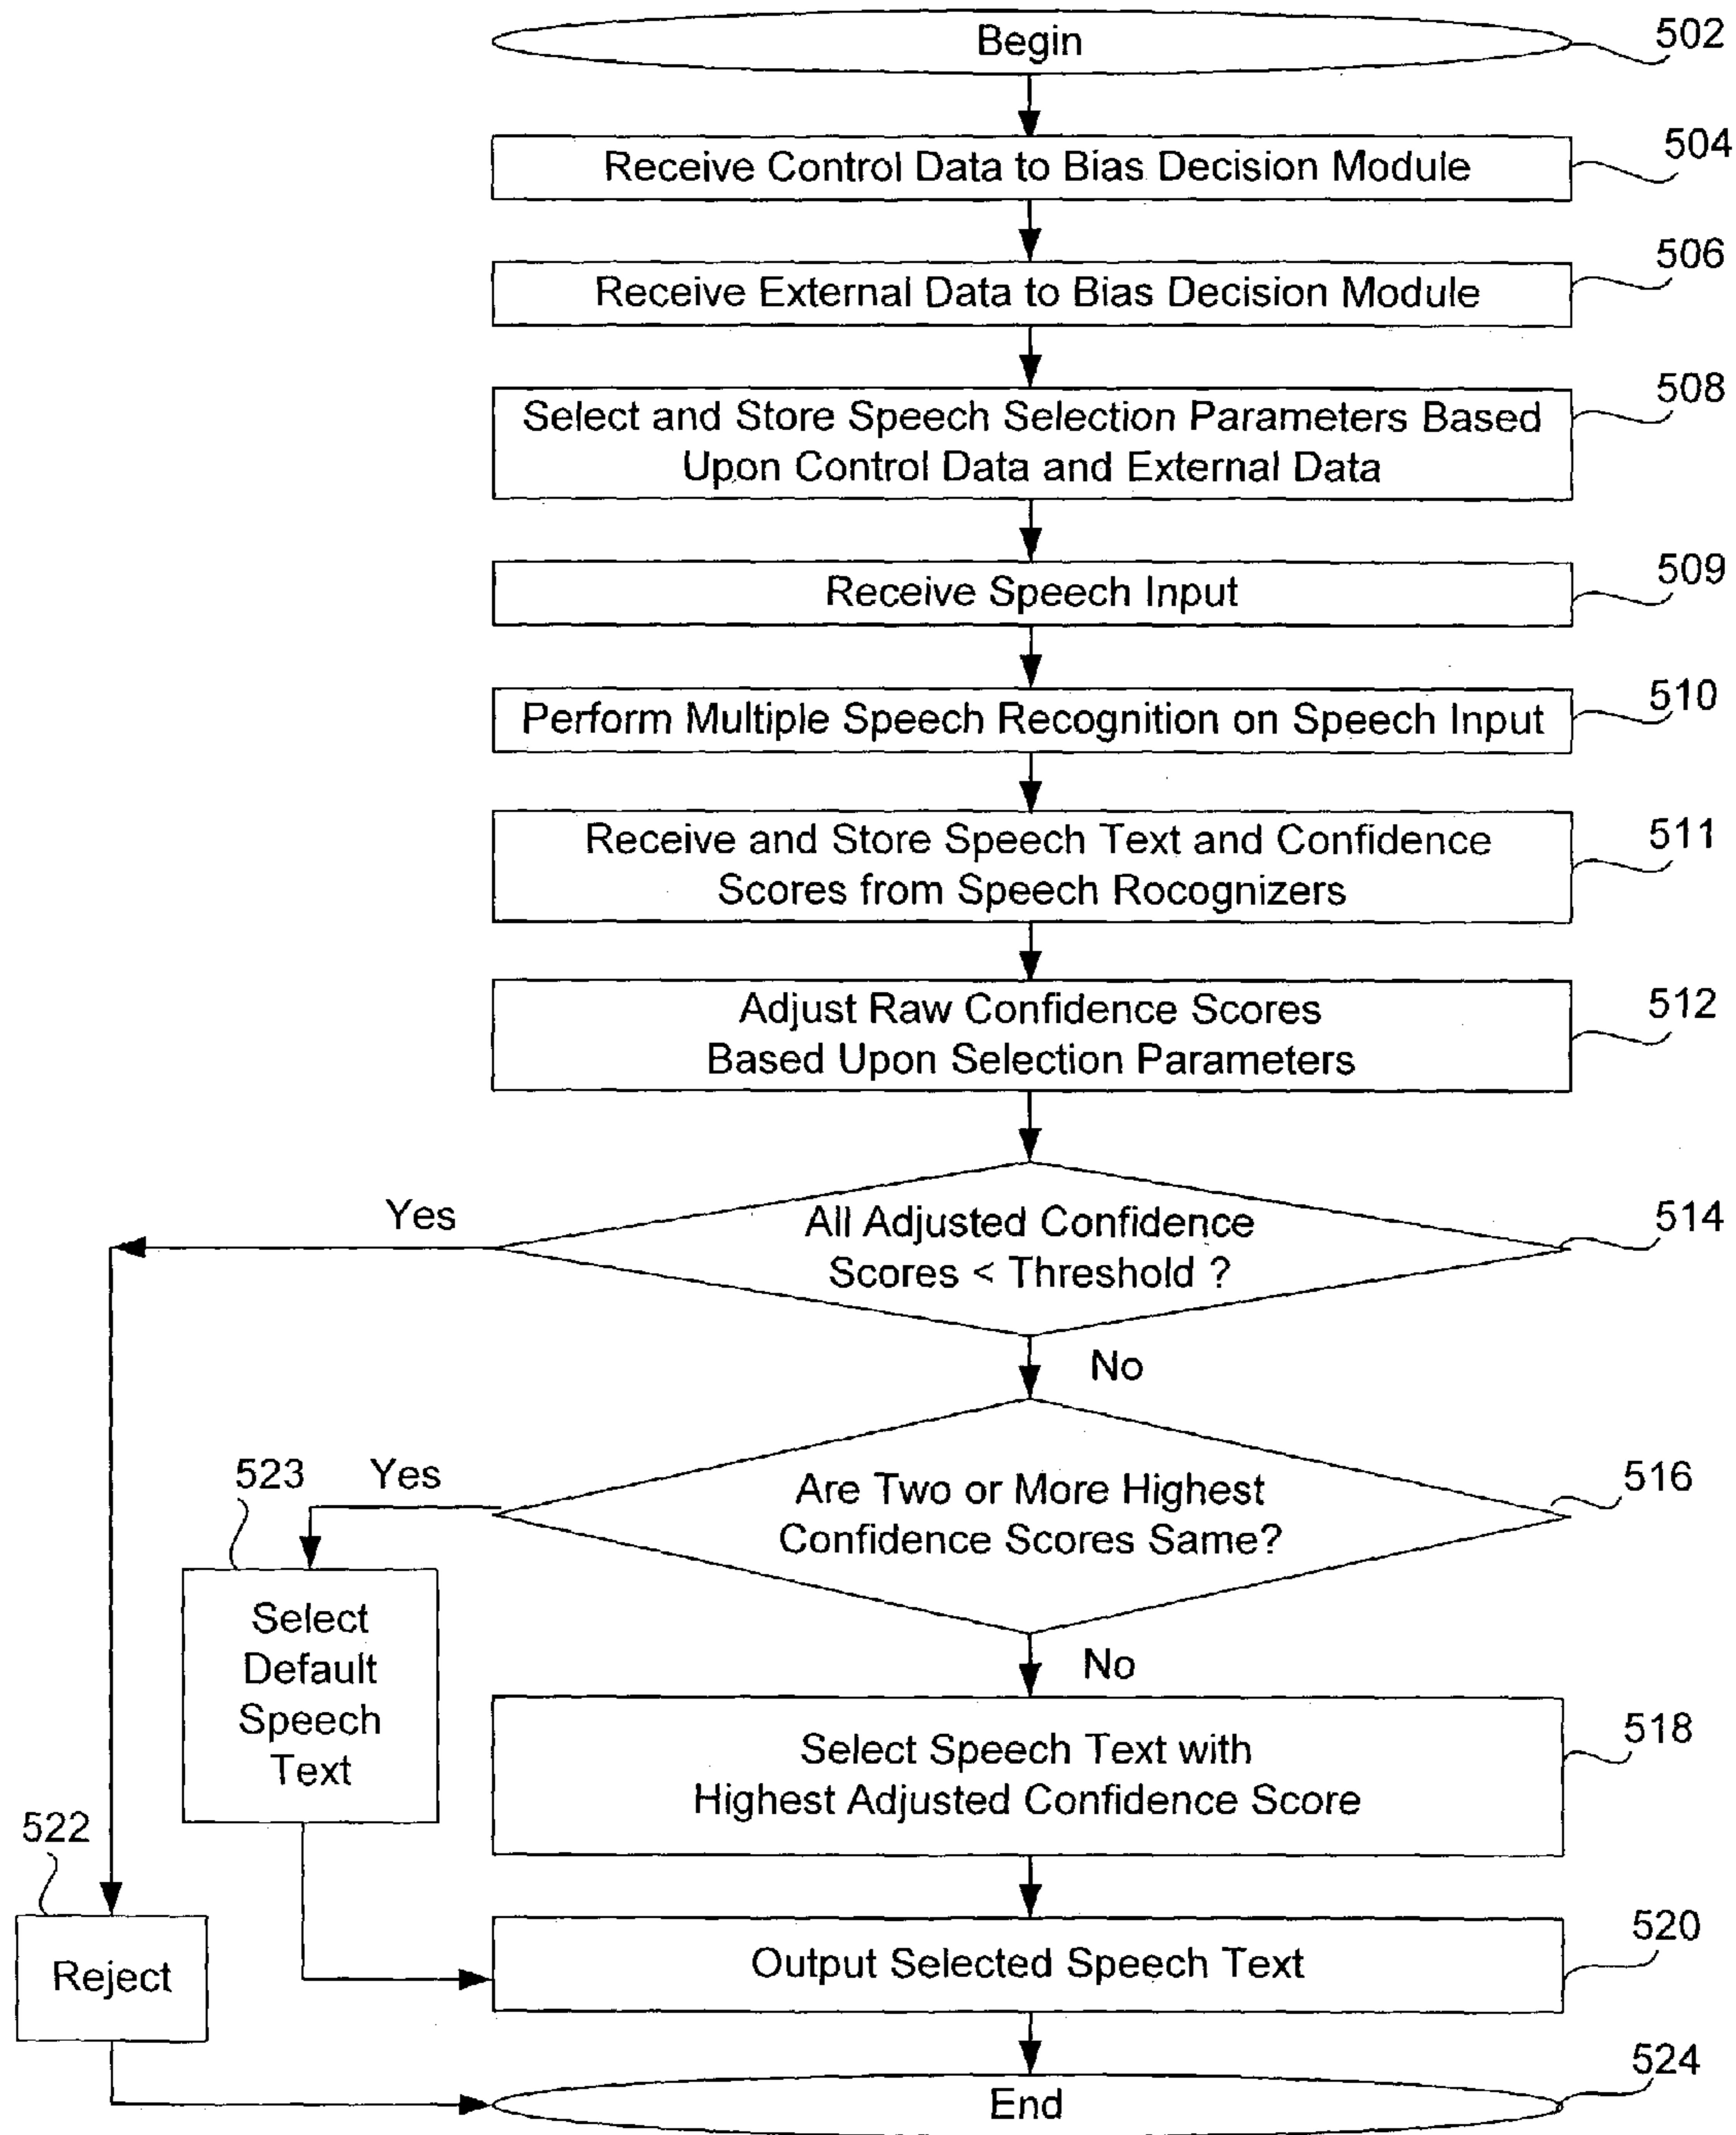 Begin
502
Receive Control Data to Bias Decision Module
504
Receive External Data to Bias Decision Module
506
Select and Store Speech Selection Parameters Based
Upon Control Data and External Data
508
Receive Speech Input
509
Perform Multiple Speech Recognition on Speech Input
510
Receive and Store Speech Text and Confidence
Scores from Speech Rocognizers
511
Adjust Raw Confidence Scores
Based Upon Selection Parameters
512
Yes
All Adjusted Confidence
Scores < Threshold ?
514
No
523
Yes
Are Two or More Highest
Confidence Scores Same?
516
Select
Default
Speech
Text
No
Select Speech Text with
Highest Adjusted Confidence Score
518
522
Reject
Output Selected Speech Text
520
End
524